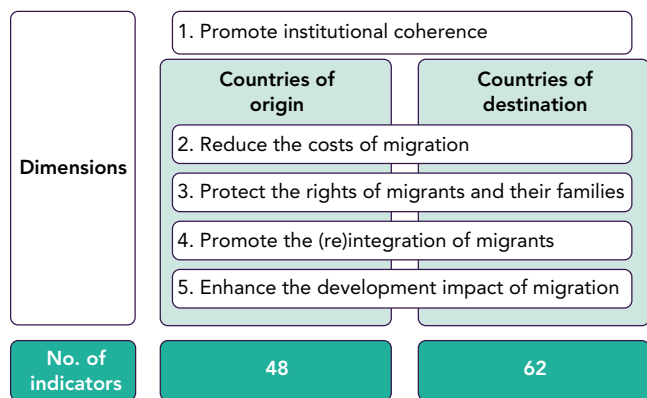 1. Promote institutional coherence
Countries of
origin
Countries of
destination
Dimensions
2. Reduce the costs of migration
3. Protect the rights of migrants and their families
4. Promote the (re)integration of migrants
5. Enhance the development impact of migration
No. of
indicators
48
62